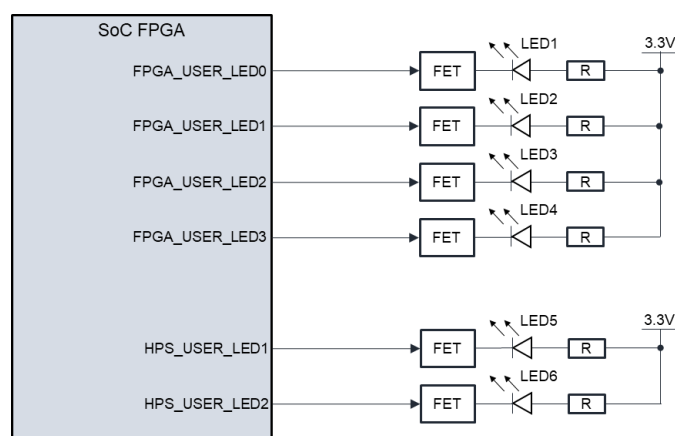 SoC FPGA
LED1
3.3V
FPGA_USER_LED0
FET
R
LED2
FPGA_USER_LED1
FET
R
LED3
FPGA_USER_LED2
FET
R
LED4
FPGA_USER_LED3
FET
R
LED5
3.3V
HPS_USER_LED1
FET
R
LED6
HPS_USER_LED2
FET
R